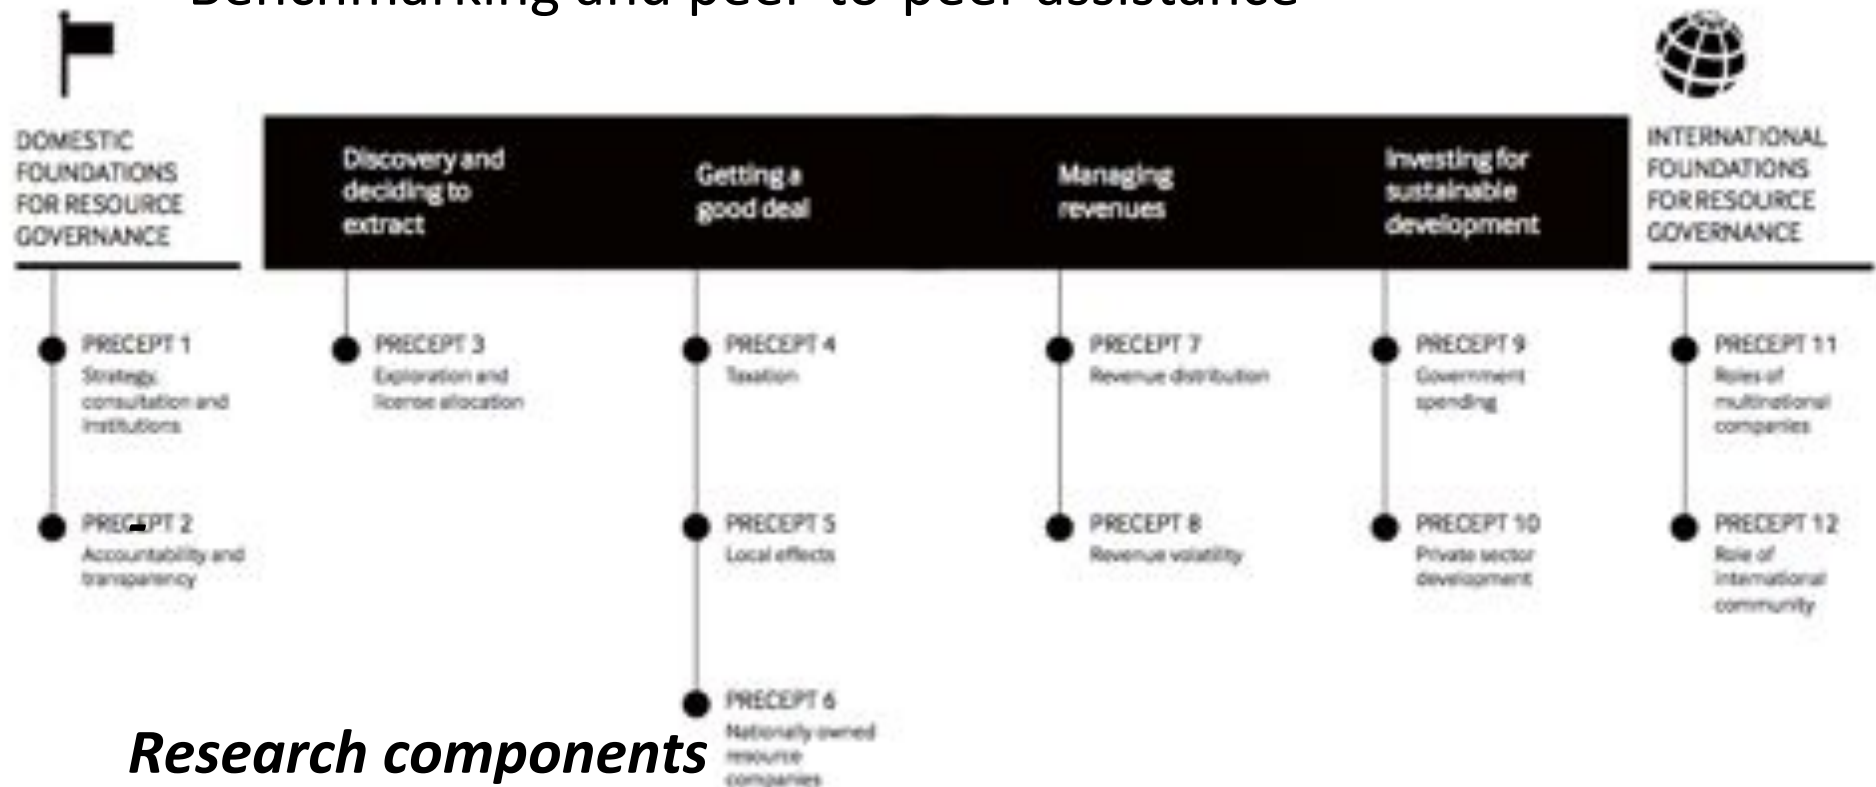 Benchmarking and peer-to-peer assistance
DOMESTIC
FOUNDATIONS
FOR RESOURCE
GOVERNANCE
Discovery and
deciding to
extract
Getting a
good deal
Managing
revenues
Investing for
sustainable
development
INTERNATIONAL
FOUNDATIONS
FOR RESOURCE
GOVERNANCE
PRECEPT 1
Strategy,
consultation and
institutions
PRECEPT 2
Accountability and
transparency
PRECEPT 3
Exploration and
license allocation
PRECEPT 4
Taxation
PRECEPT 5
Local effects
PRECEPT 6
Nationally owned
resource
companies
PRECEPT 7
Revenue distribution
PRECEPT 8
Revenue volatility
PRECEPT 9
Government
spending
PRECEPT 10
Private sector
development
PRECEPT 11
Roles of
multinational
companies
PRECEPT 12
Role of
international
community
-
Research components